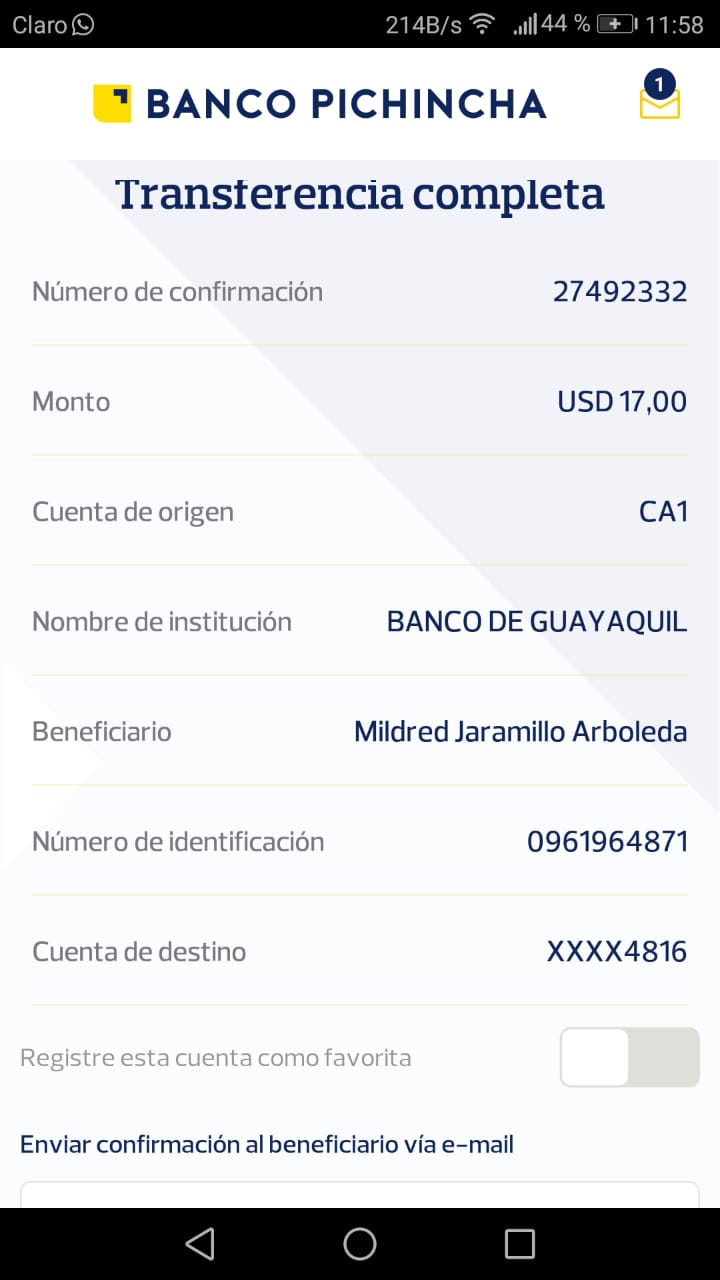 Claro 214B/s 44 % 11:58
BANCO PICHINCHA 1
Transferencia completa
Número de confirmación 27492332
Monto USD 17,00
Cuenta de origen CA1
Nombre de institución BANCO DE GUAYAQUIL
Beneficiario Mildred Jaramillo Arboleda
Número de identificación 0961964871
Cuenta de destino XXXX4816
Registre esta cuenta como favorita
Enviar confirmación al beneficiario vía e-mail